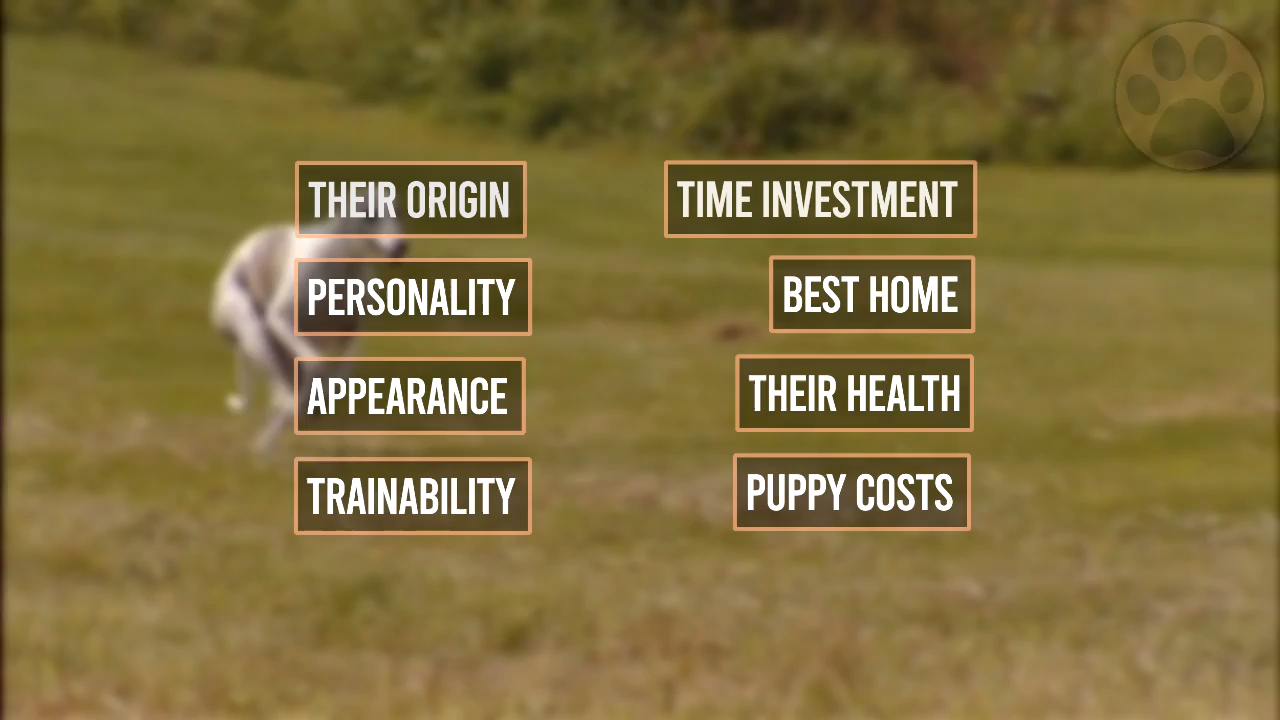 THEIR ORIGIN
PERSONALITY
APPEARANCE
TRAINABILITY
TIME INVESTMENT
BEST HOME
THEIR HEALTH
PUPPY COSTS